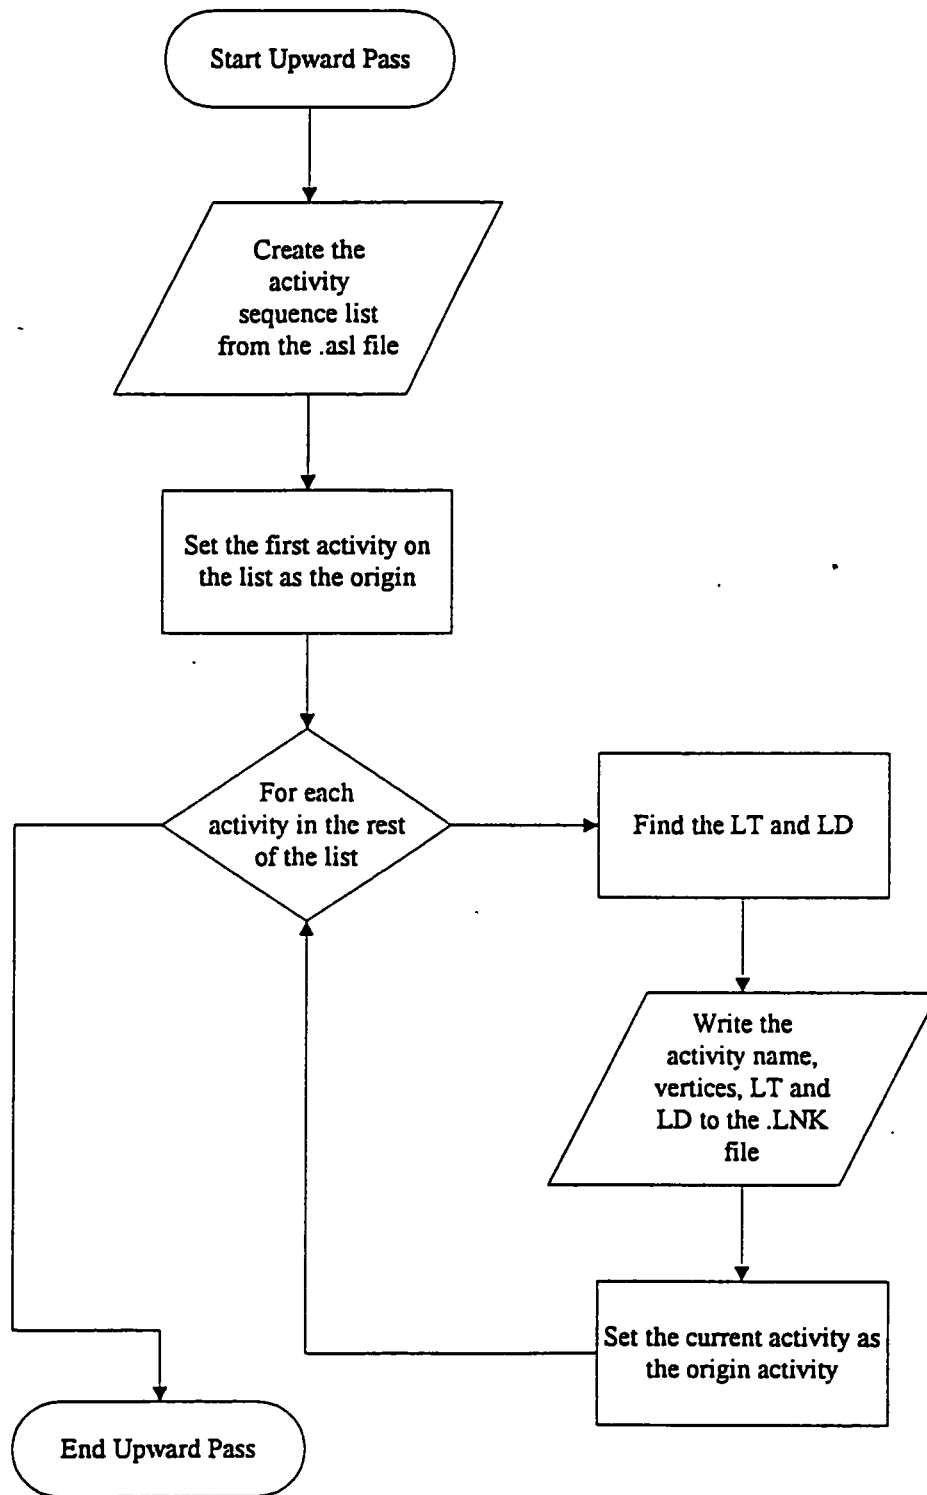 Start Upward Pass
Create the
activity
sequence list
from the .asl file
Set the first activity on
the list as the origin
For each
activity in the rest
of the list
Find the LT and LD
Write the
activity name,
vertices, LT and
LD to the .LNK
file
Set the current activity as
the origin activity
End Upward Pass